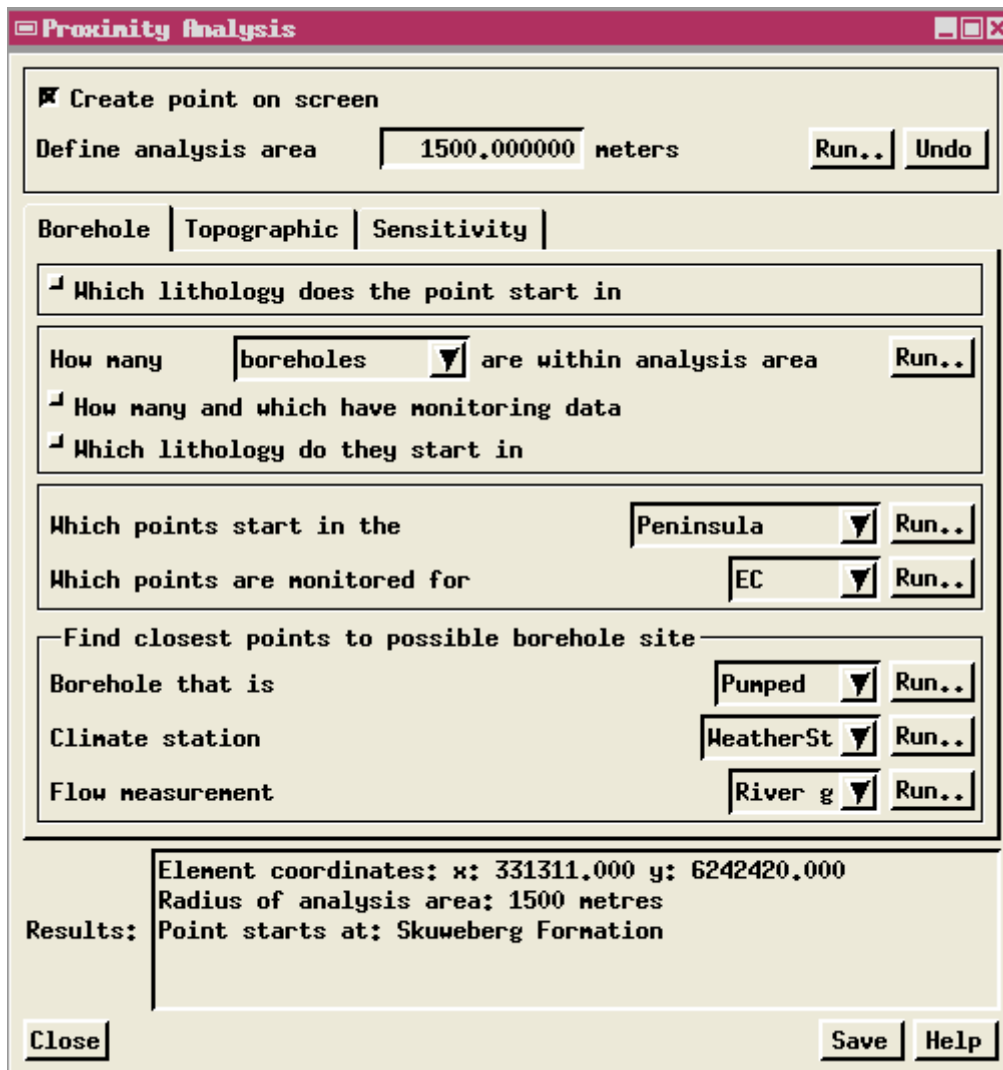 Proximity Analysis
Create point on screen
Define analysis area 1500.000000 meters Run.. Undo
Borehole Topographic Sensitivity
Which lithology does the point start in
How many boreholes are within analysis area Run..
How many and which have monitoring data
Which lithology do they start in
Which points start in the Peninsula Run..
Which points are monitored for EC Run..
Find closest points to possible borehole site
Borehole that is Pumped Run..
Climate station WeatherSt Run..
Flow measurement River g Run..
Element coordinates: x: 331311.000 y: 6242420.000
Radius of analysis area: 1500 metres
Results: Point starts at: Skuweberg Formation
Close Save Help